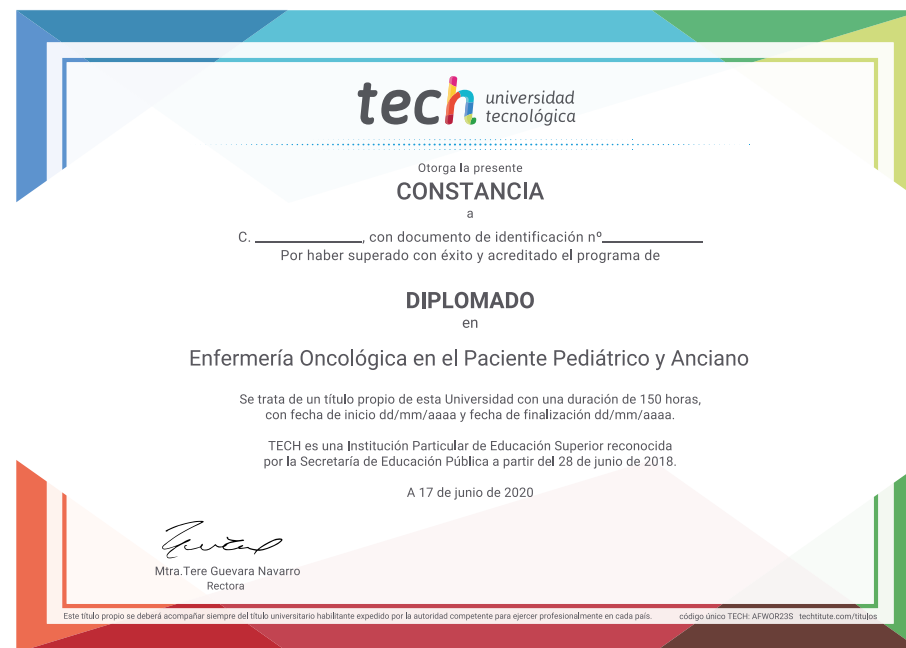 tech universidad
tecnológica
Otorga la presente
CONSTANCIA
a
C. ____________, con documento de identificación nº____________
Por haber superado con éxito y acreditado el programa de
DIPLOMADO
en
Enfermería Oncológica en el Paciente Pediátrico y Anciano
Se trata de un título propio de esta Universidad con una duración de 150 horas,
con fecha de inicio dd/mm/aaaa y fecha de finalización dd/mm/aaaa.
TECH es una Institución Particular de Educación Superior reconocida
por la Secretaría de Educación Pública a partir del 28 de junio de 2018.
A 17 de junio de 2020
Mtra.Tere Guevara Navarro
Rectora
Este título propio se deberá acompañar siempre del título universitario habilitante expedido por la autoridad competente para ejercer profesionalmente en cada país. código único TECH: AFWOR23S techtitute.com/titulos